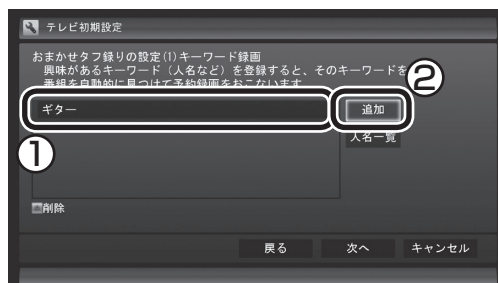 テレビ初期設定
おまかせタフ録りの設定(1)キーワード録画
興味があるキーワード（人名など）を登録すると、そのキーワードを
番組を自動的に見つけて予約録画をおこないます
②
ギター
追加
①
人名一覧
削除
戻る 次へ キャンセル